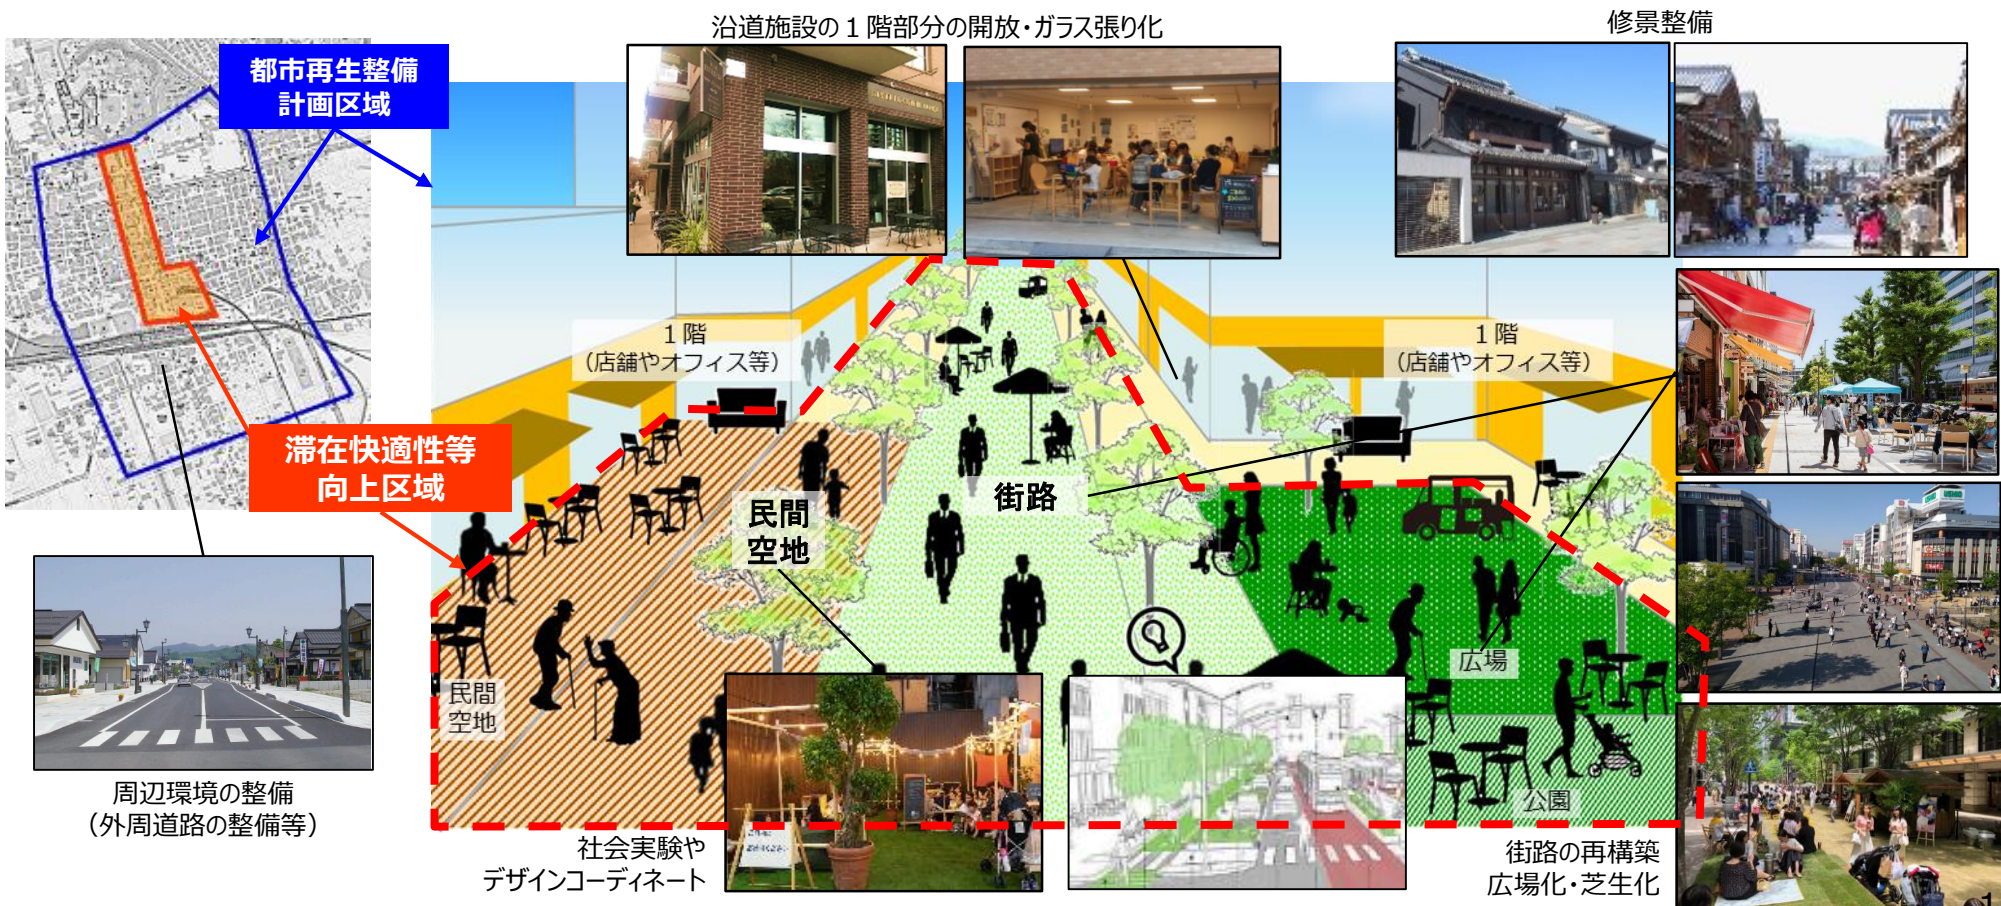 沿道施設の１階部分の開放・ガラス張り化
修景整備
都市再生整備
計画区域
１階
（店舗やオフィス等）
１階
（店舗やオフィス等）
滞在快適性等
向上区域
民間
空地
街路
広場
民間
空地
公園
周辺環境の整備
（外周道路の整備等）
社会実験や
デザインコーディネート
街路の再構築
広場化・芝生化
1